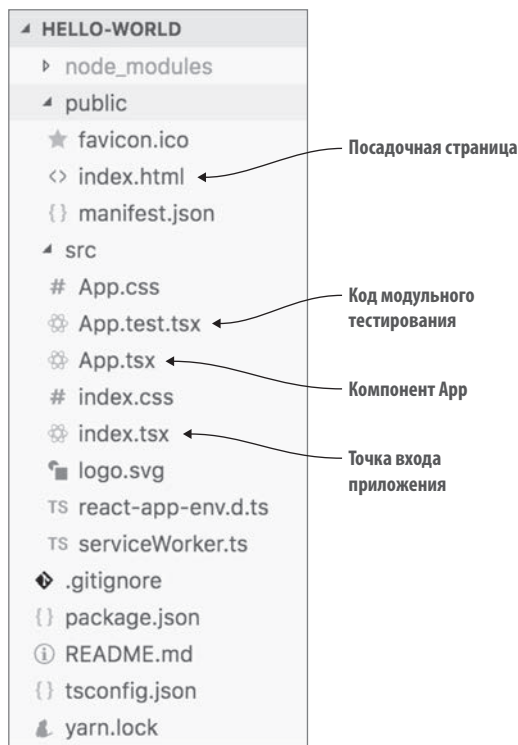 HELLO-WORLD
node_modules
public
favicon.ico
index.html
Посадочная страница
{} manifest.json
src
# App.css
App.test.tsx
Код модульного
тестирования
App.tsx
Компонент App
# index.css
index.tsx
Точка входа
приложения
logo.svg
TS react-app-env.d.ts
TS serviceWorker.ts
.gitignore
{} package.json
README.md
{} tsconfig.json
yarn.lock